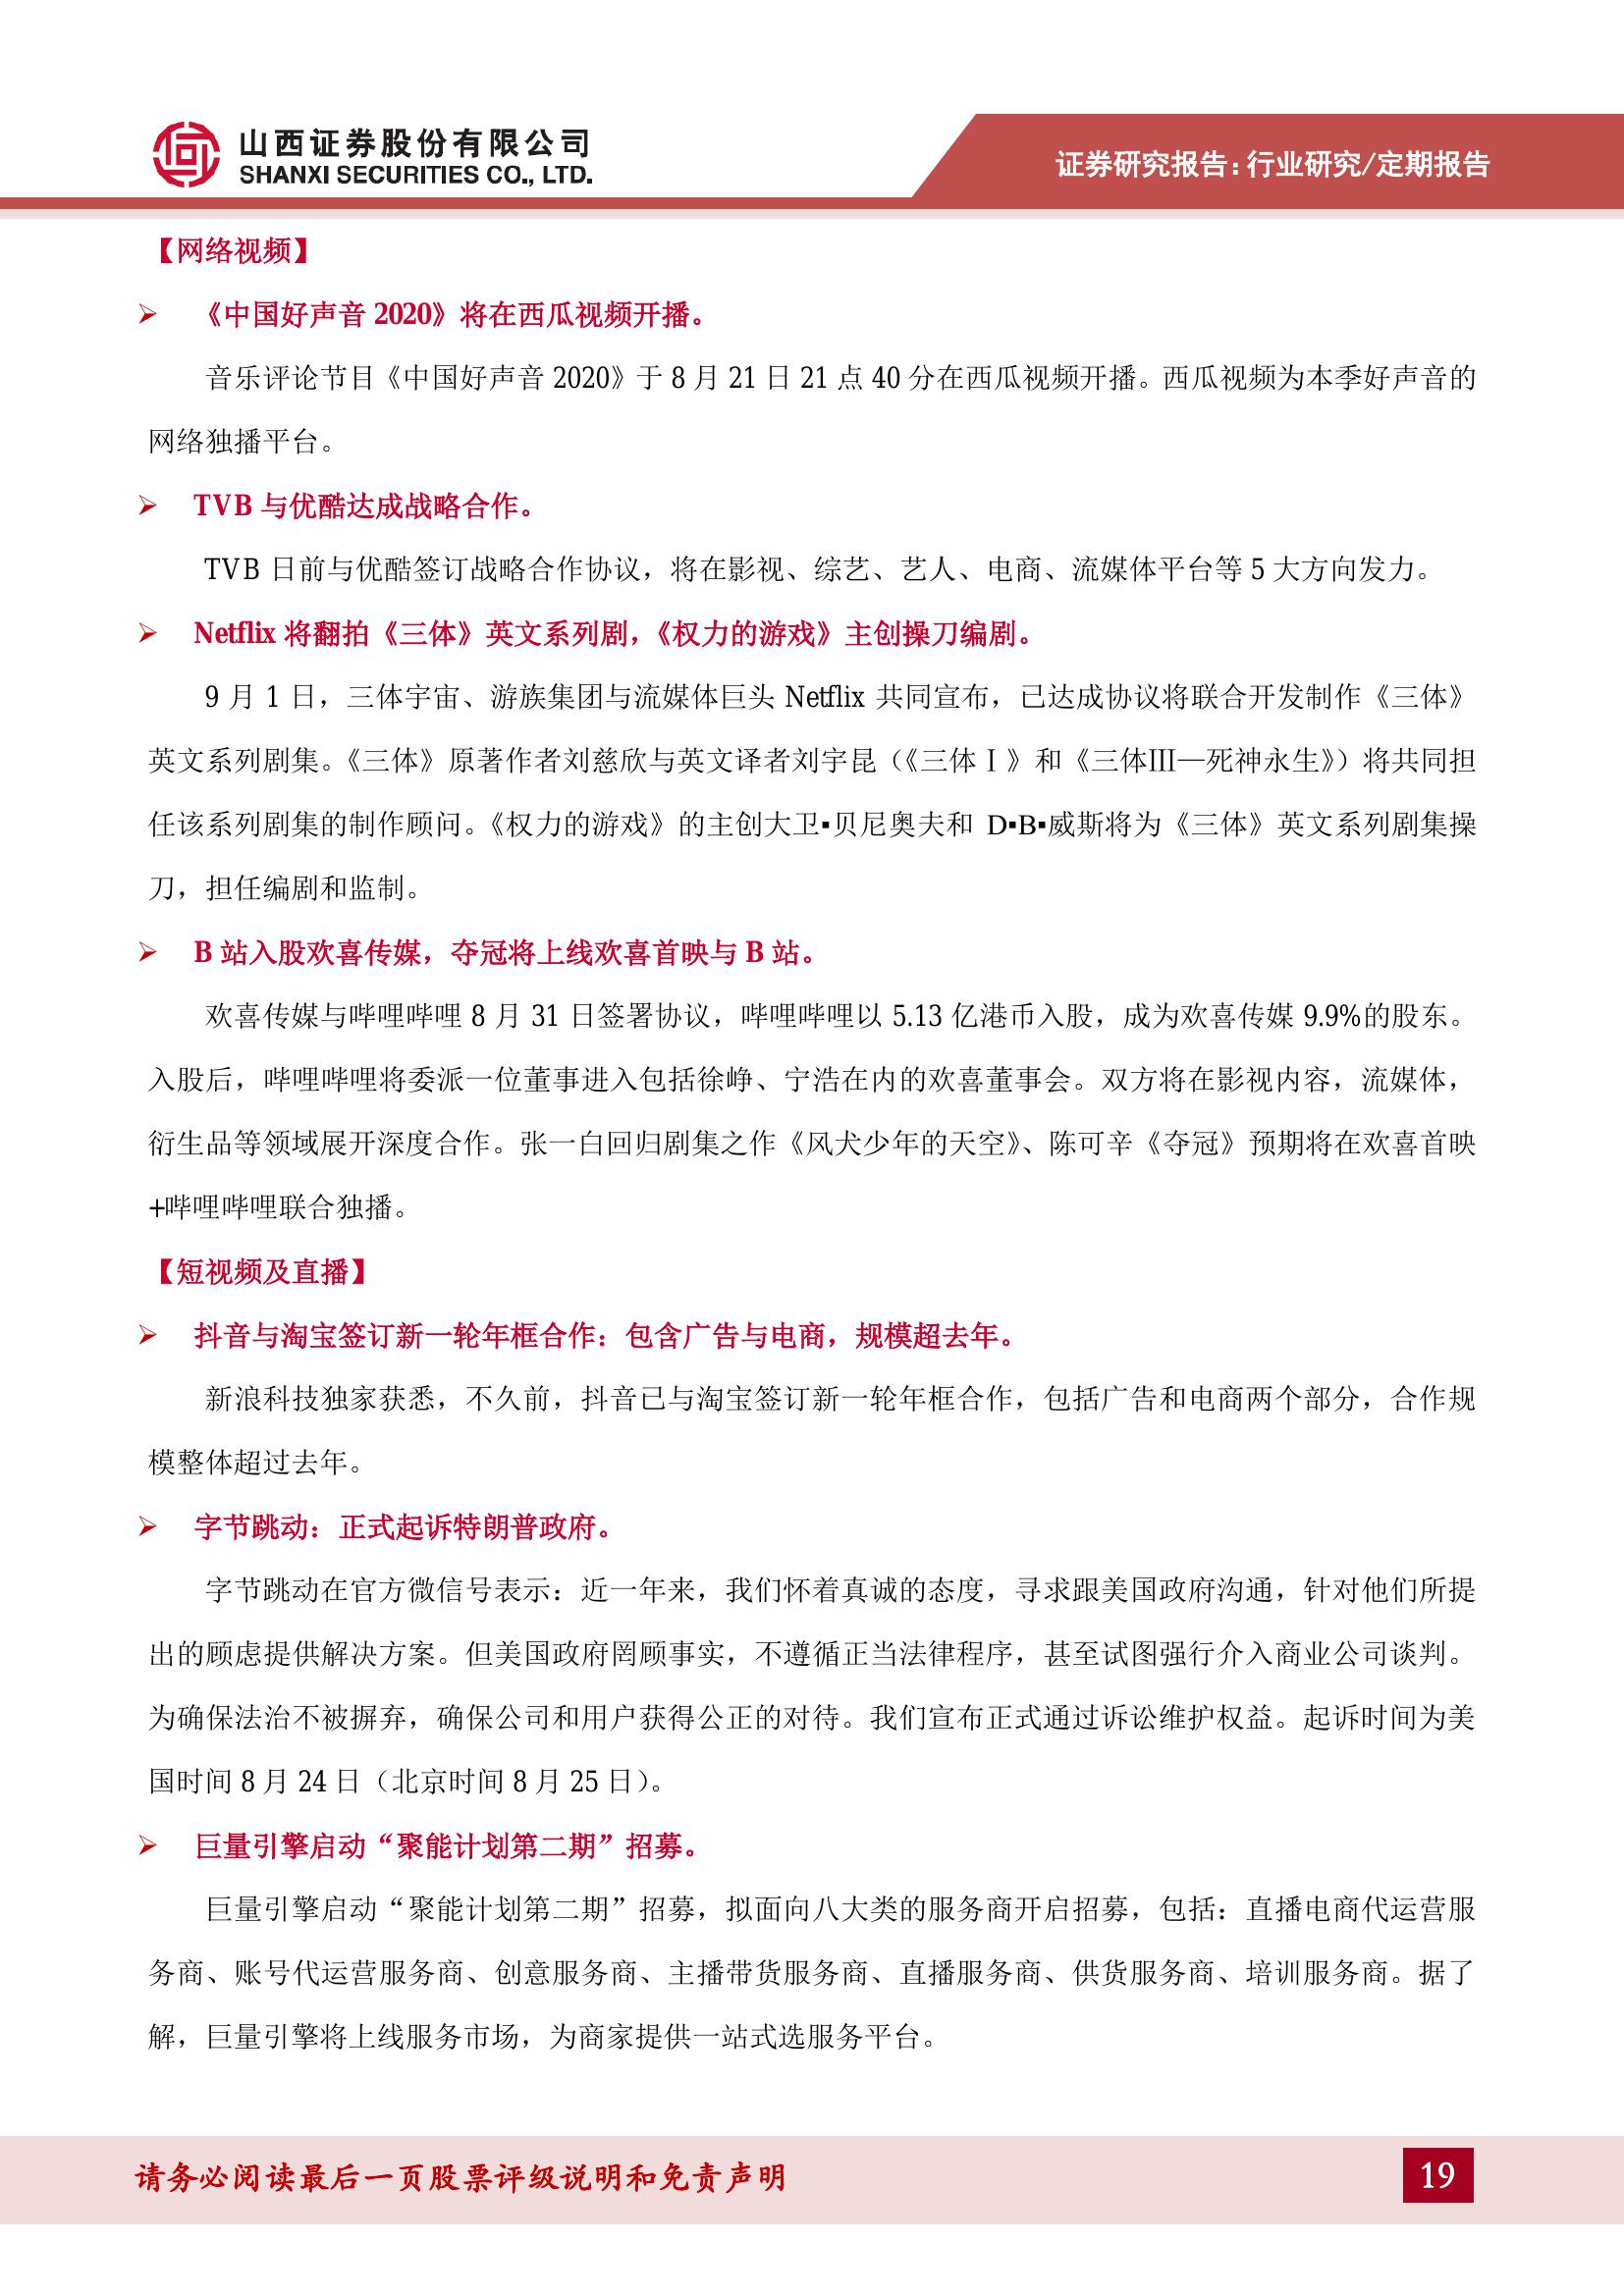 山西证券股份有限公司
SHANXI SECURITIES CO., LTD.
证券研究报告：行业研究/定期报告
【网络视频】
《中国好声音 2020》将在西瓜视频开播。
音乐评论节目《中国好声音 2020》于 8 月 21 日 21 点 40 分在西瓜视频开播。西瓜视频为本季好声音的
网络独播平台。
TVB 与优酷达成战略合作。
TVB 日前与优酷签订战略合作协议，将在影视、综艺、艺人、电商、流媒体平台等 5 大方向发力。
Netflix 将翻拍《三体》英文系列剧，《权力的游戏》主创操刀编剧。
9 月 1 日，三体宇宙、游族集团与流媒体巨头 Netflix 共同宣布，已达成协议将联合开发制作《三体》
英文系列剧集。《三体》原著作者刘慈欣与英文译者刘宇昆（《三体Ⅰ》和《三体Ⅲ—死神永生》）将共同担
任该系列剧集的制作顾问。《权力的游戏》的主创大卫▪贝尼奥夫和 D▪B▪威斯将为《三体》英文系列剧集操
刀，担任编剧和监制。
B 站入股欢喜传媒，夺冠将上线欢喜首映与 B 站。
欢喜传媒与哔哩哔哩 8 月 31 日签署协议，哔哩哔哩以 5.13 亿港币入股，成为欢喜传媒 9.9%的股东。
入股后，哔哩哔哩将委派一位董事进入包括徐峥、宁浩在内的欢喜董事会。双方将在影视内容，流媒体，
衍生品等领域展开深度合作。张一白回归剧集之作《风犬少年的天空》、陈可辛《夺冠》预期将在欢喜首映
+哔哩哔哩联合独播。
【短视频及直播】
抖音与淘宝签订新一轮年框合作：包含广告与电商，规模超去年。
新浪科技独家获悉，不久前，抖音已与淘宝签订新一轮年框合作，包括广告和电商两个部分，合作规
模整体超过去年。
字节跳动：正式起诉特朗普政府。
字节跳动在官方微信号表示：近一年来，我们怀着真诚的态度，寻求跟美国政府沟通，针对他们所提
出的顾虑提供解决方案。但美国政府罔顾事实，不遵循正当法律程序，甚至试图强行介入商业公司谈判。
为确保法治不被摒弃，确保公司和用户获得公正的对待。我们宣布正式通过诉讼维护权益。起诉时间为美
国时间 8 月 24 日（北京时间 8 月 25 日）。
巨量引擎启动“聚能计划第二期”招募。
巨量引擎启动“聚能计划第二期”招募，拟面向八大类的服务商开启招募，包括：直播电商代运营服
务商、账号代运营服务商、创意服务商、主播带货服务商、直播服务商、供货服务商、培训服务商。据了
解，巨量引擎将上线服务市场，为商家提供一站式选服务平台。
请务必阅读最后一页股票评级说明和免责声明
19